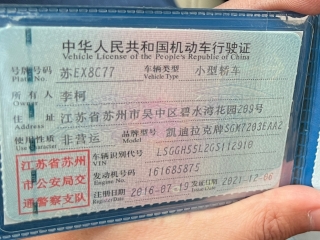 中华人民共和国机动车行驶证
Vehicle License of the People's Republic of China
号牌号码 苏EX8C77 车辆类型 小型轿车
Plate No. Vehicle Type
所有人 李柯
Owner
住址 江苏省苏州市吴中区碧水湾花园203号
Address
使用性质 非营运 品牌型号 凯迪拉克牌SGM7203EAA2
车辆识别代号 LSGGH55L2GS112910
VIN
江苏省苏州 发动机号码 161685875
市公安局交 Engine No.
通警察支队 注册日期 2016-07-19 发证日期 2021-12-06
Register Date Issue Date